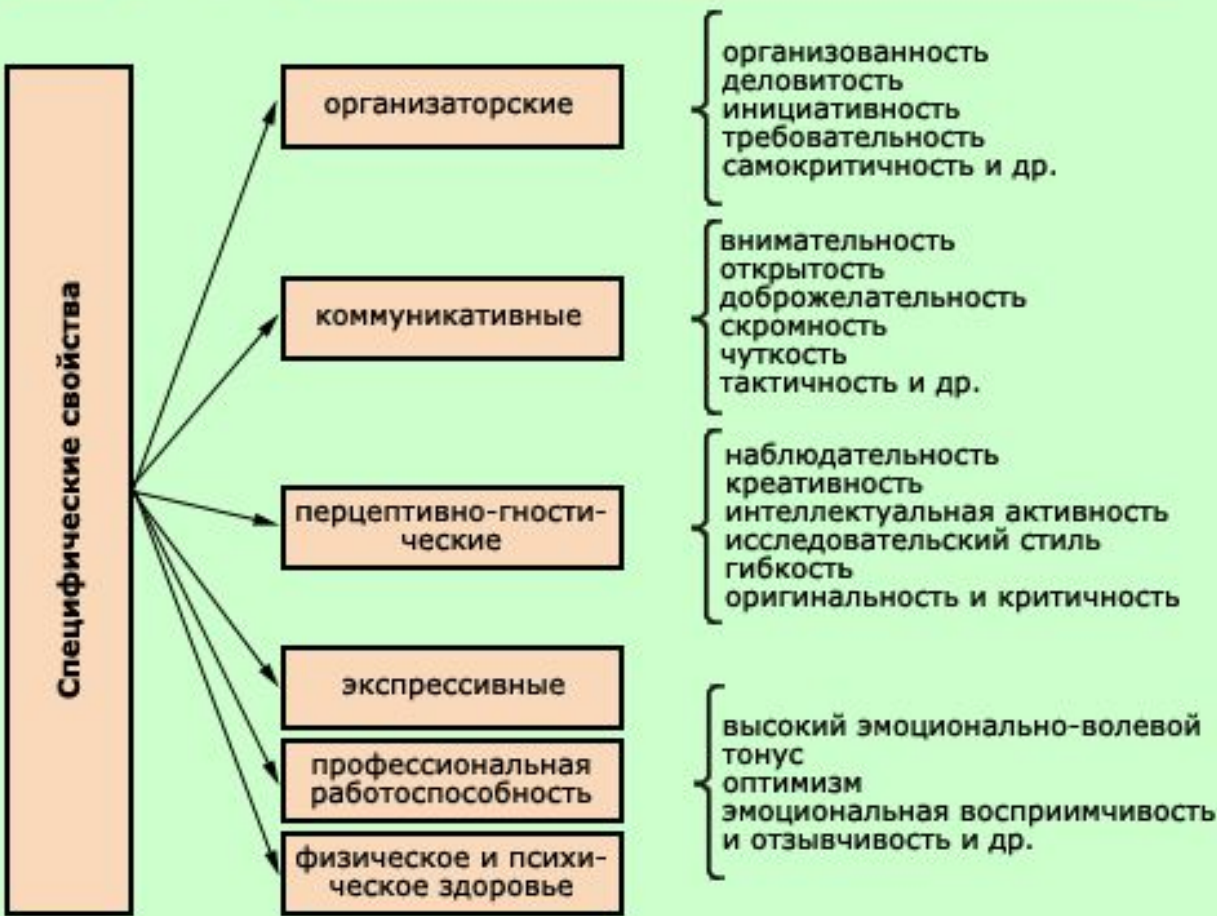 Специфические свойства
организаторские
организованность
деловитость
инициативность
требовательность
самокритичность и др.
коммуникативные
внимательность
открытость
доброжелательность
скромность
чуткость
тактичность и др.
перцептивно-гности-
ческие
наблюдательность
креативность
интеллектуальная активность
исследовательский стиль
гибкость
оригинальность и критичность
экспрессивные
профессиональная
работоспособность
физическое и психи-
ческое здоровье
высокий эмоционально-волевой
тонус
оптимизм
эмоциональная восприимчивость
и отзывчивость и др.